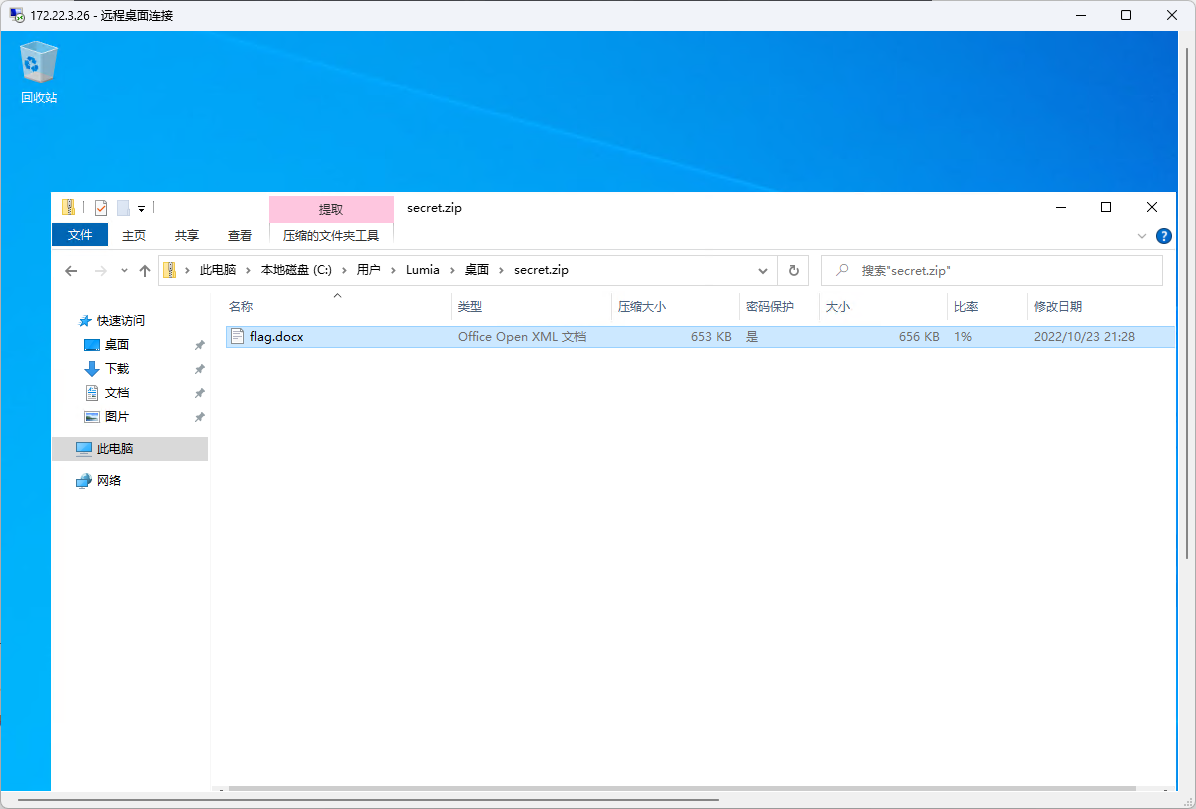 172.22.3.26 - 远程桌面连接
回收站
提取
secret.zip
文件
主页
共享
查看
压缩的文件夹工具
?
此电脑 › 本地磁盘 (C:) › 用户 › Lumia › 桌面 › secret.zip
搜索"secret.zip"
名称 类型 压缩大小 密码保护 大小 比率 修改日期
flag.docx Office Open XML 文档 653 KB 是 656 KB 1% 2022/10/23 21:28
快速访问
桌面
下载
文档
图片
此电脑
网络